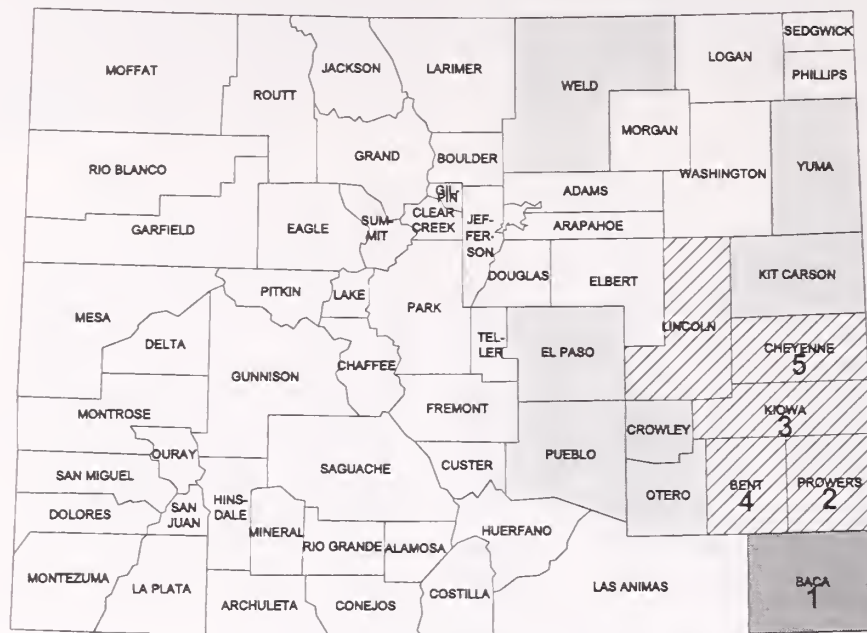 SEDGWICK
LOGAN
MOFFAT
JACKSON
LARIMER
PHILLIPS
WELD
ROUTT
MORGAN
GRAND
RIO BLANCO
BOULDER
WASHINGTON
YUMA
GIL-
PIN
ADAMS
CLEAR
CREEK
SUM-
MIT
EAGLE
GARFIELD
JEF-
FER-
SON
ARAPAHOE
DOUGLAS
ELBERT
KIT CARSON
PITKIN
LAKE
PARK
MESA
LINCOLN
TEL-
LER
EL PASO
CHEYENNE
5
DELTA
CHAFFEE
GUNNISON
KIOWA
3
MONTROSE
FREMONT
CROWLEY
PUEBLO
OURAY
SAGUACHE
CUSTER
SAN MIGUEL
BENT
4
PROWERS
2
OTERO
HINS-
DALE
SAN
JUAN
DOLORES
MINERAL
HUERFANO
RIO GRANDE
ALAMOSA
MONTEZUMA
LA PLATA
COSTILLA
LAS ANIMAS
BACA
1
ARCHULETA
CONEJOS